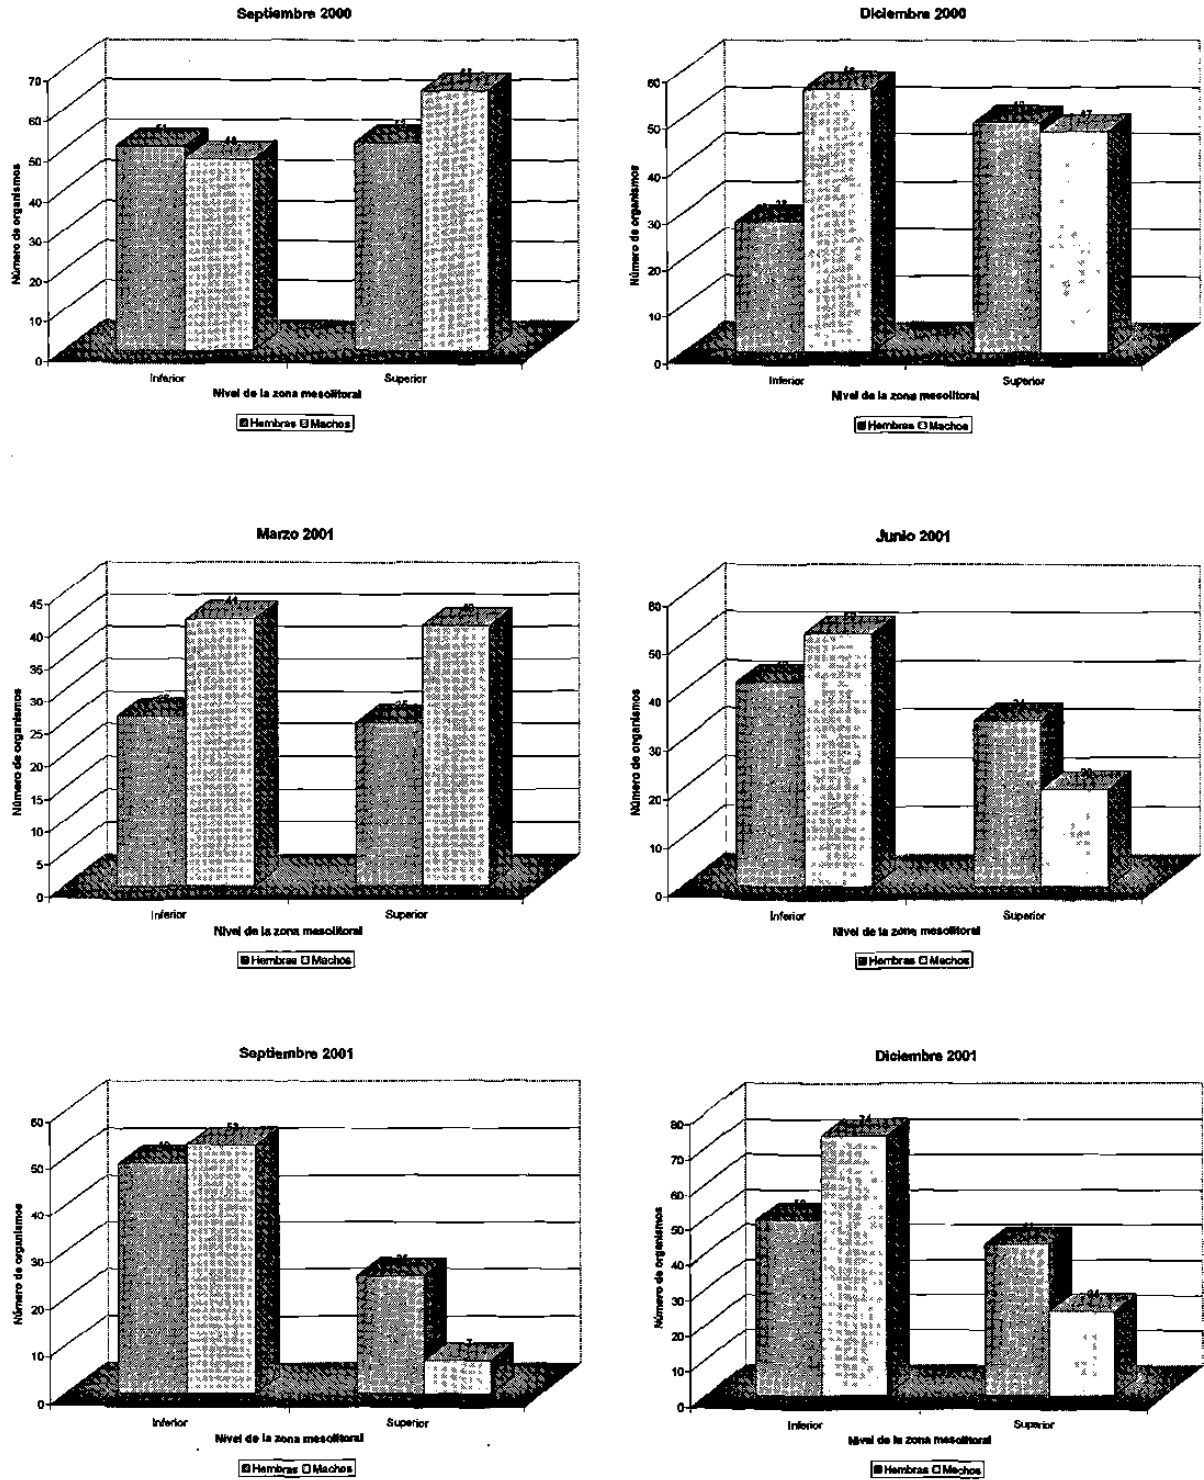 Septiembre 2000
Número de organismos
70
60
50
40
30
20
10
0
51
48
52
Inferior
Superior
Nivel de la zona mesolitoral
Hembras Machos
Diciembre 2000
Número de organismos
60
50
40
30
20
10
0
56
47
Inferior
Superior
Nivel de la zona mesolitoral
Hembras Machos
Marzo 2001
Número de organismos
45
40
35
30
25
20
15
10
5
0
41
40
25
Inferior
Superior
Nivel de la zona mesolitoral
Hembras Machos
Junio 2001
Número de organismos
80
50
40
30
20
10
0
34
20
Inferior
Superior
Nivel de la zona mesolitoral
Hembras Machos
Septiembre 2001
Número de organismos
60
50
40
30
20
10
0
49
53
25
7
Inferior
Superior
Nivel de la zona mesolitoral
Hembras Machos
Diciembre 2001
Número de organismos
80
70
60
50
40
30
20
10
0
50
74
24
Inferior
Superior
Nivel de la zona mesolitoral
Hembras Machos